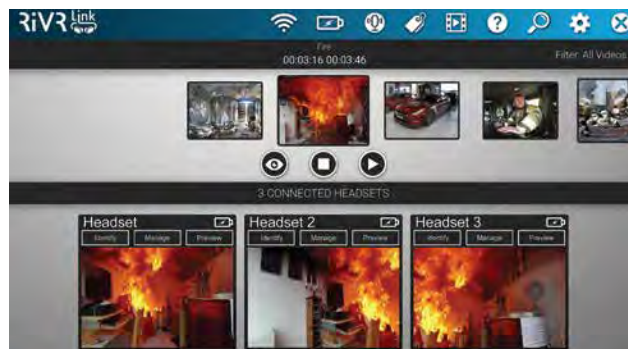 RiVR Link
Fire
00:03:16 00:03:46
Filter: All Videos
3 CONNECTED HEADSETS
Headset
Identify Manage Preview
Headset 2
Identify Manage Preview
Headset 3
Identify Manage Preview